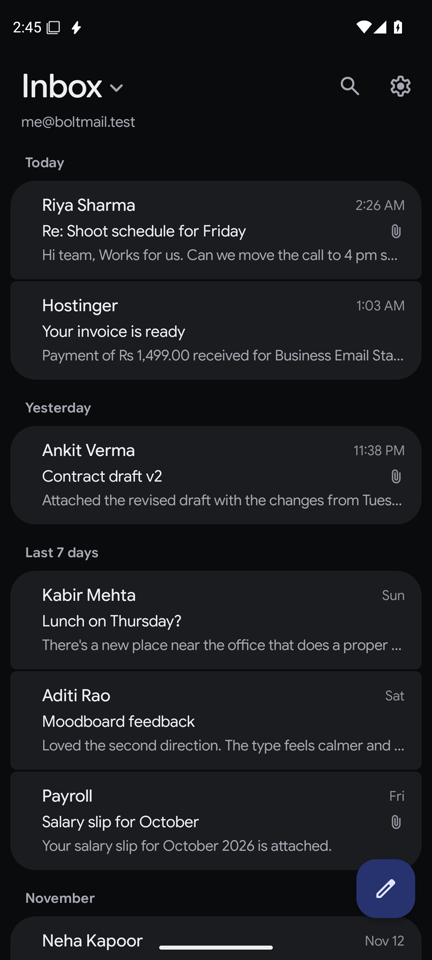 2:45
Inbox
me@boltmail.test
Today
Riya Sharma 2:26 AM
Re: Shoot schedule for Friday
Hi team, Works for us. Can we move the call to 4 pm s...
Hostinger 1:03 AM
Your invoice is ready
Payment of Rs 1,499.00 received for Business Email Sta...
Yesterday
Ankit Verma 11:38 PM
Contract draft v2
Attached the revised draft with the changes from Tues...
Last 7 days
Kabir Mehta Sun
Lunch on Thursday?
There's a new place near the office that does a proper ...
Aditi Rao Sat
Moodboard feedback
Loved the second direction. The type feels calmer and ...
Payroll Fri
Salary slip for October
Your salary slip for October 2026 is attached.
November
Neha Kapoor Nov 12